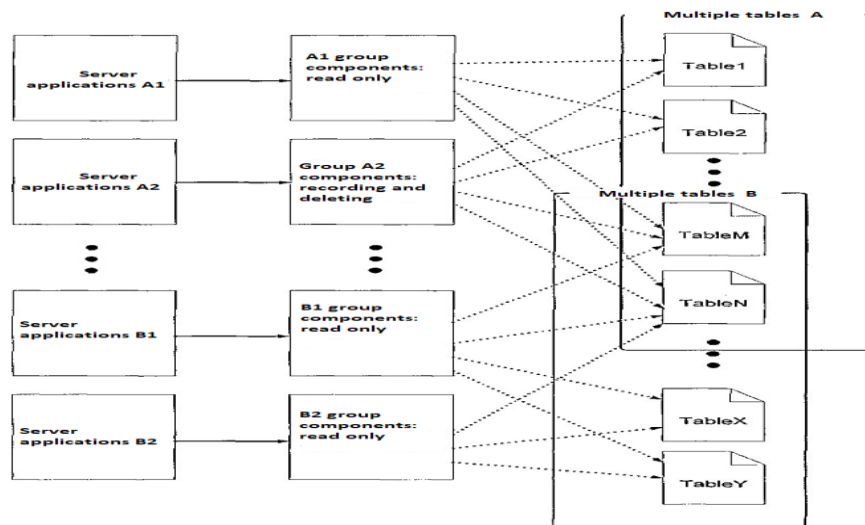 Multiple tables A
Server
applications A1
A1 group
components:
read only
Table1
Table2
Server
applications A2
Group A2
components:
recording and
deleting
Multiple tables B
TableM
TableN
Server
applications B1
B1 group
components:
read only
Server
applications B2
B2 group
components:
read only
TableX
TableY